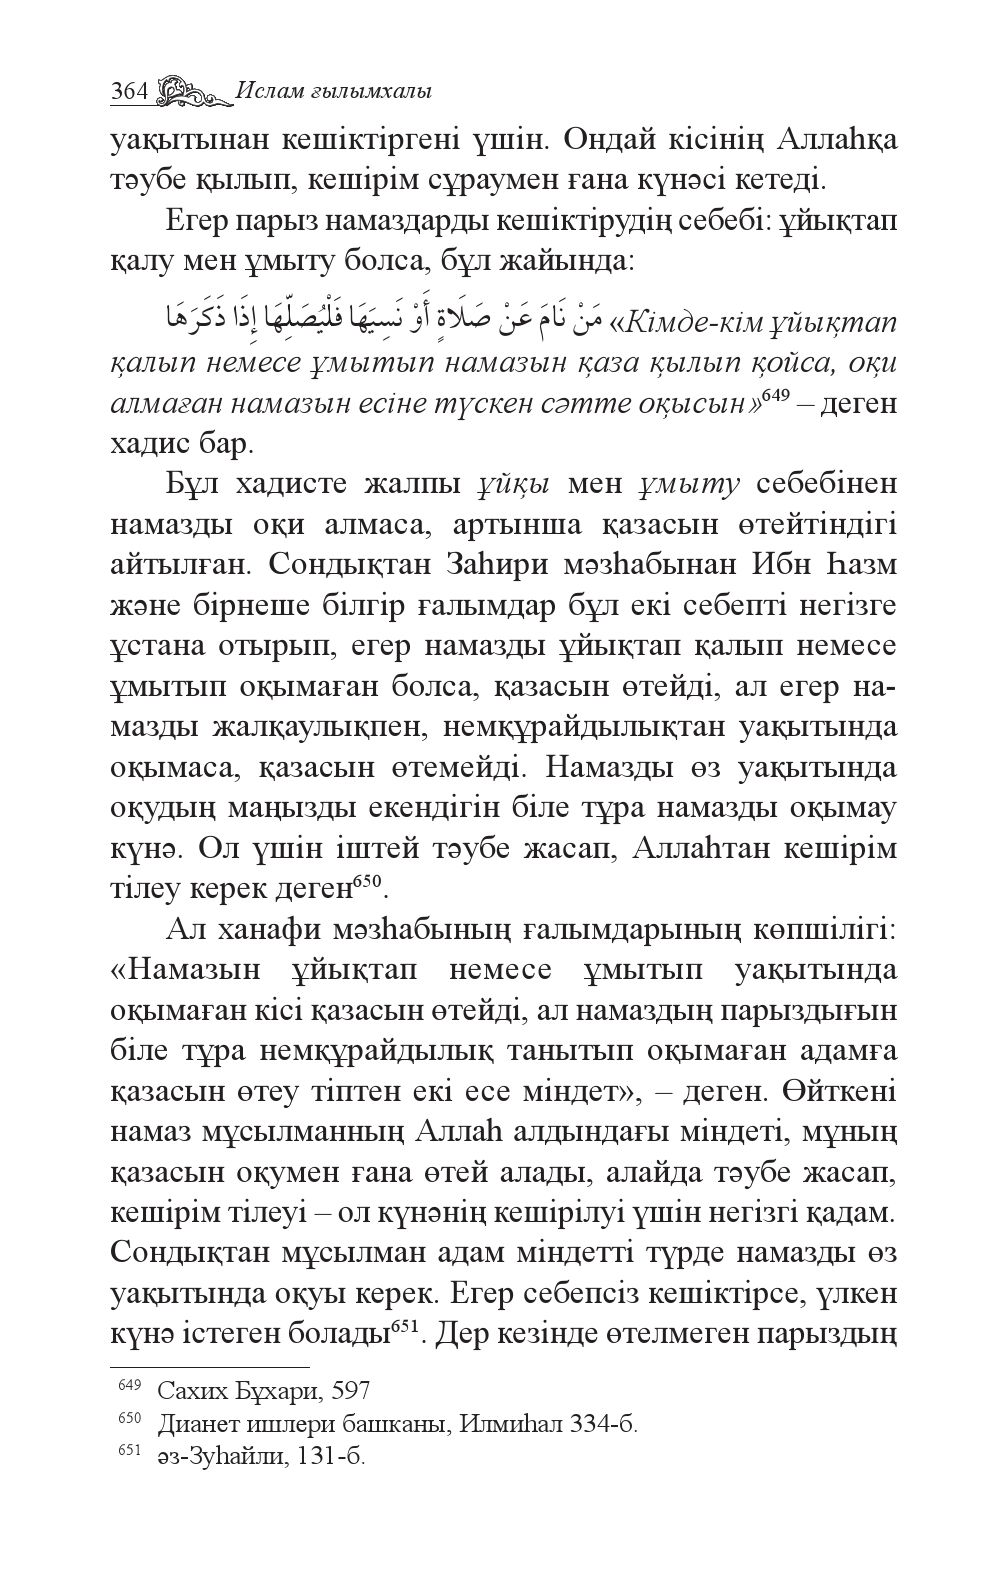 364 Ислам ғылымхалы
уақытынан кешіктіргені үшін. Ондай кісінің Аллаһқа
тәубе қылып, кешірім сұраумен ғана күнәсі кетеді.
Егер парыз намаздарды кешіктірудің себебі: ұйықтап
қалу мен ұмыту болса, бұл жайында:
مَنْ نَامَ عَنْ صَلَاةٍ أَوْ نَسِيَهَا فَلْيُصَلِّهَا إِذَا ذَكَرَهَا «Кімде-кім ұйықтап
қалып немесе ұмытып намазын қаза қылып қойса, оқи
алмаған намазын есіне түскен сәтте оқысын»⁶⁴⁹ – деген
хадис бар.
Бұл хадисте жалпы ұйқы мен ұмыту себебінен
намазды оқи алмаса, артынша қазасын өтейтіндігі
айтылған. Сондықтан Заһири мәзһабынан Ибн Һазм
және бірнеше білгір ғалымдар бұл екі себепті негізге
ұстана отырып, егер намазды ұйықтап қалып немесе
ұмытып оқымаған болса, қазасын өтейді, ал егер на-
мазды жалқаулықпен, немқұрайдылықтан уақытында
оқымаса, қазасын өтемейді. Намазды өз уақытында
оқудың маңызды екендігін біле тұра намазды оқымау
күнә. Ол үшін іштей тәубе жасап, Аллаһтан кешірім
тілеу керек деген⁶⁵⁰.
Ал ханафи мәзһабының ғалымдарының көпшілігі:
«Намазын ұйықтап немесе ұмытып уақытында
оқымаған кісі қазасын өтейді, ал намаздың парыздығын
біле тұра немқұрайдылық танытып оқымаған адамға
қазасын өтеу тіптен екі есе міндет», – деген. Өйткені
намаз мұсылманның Аллаһ алдындағы міндеті, мұның
қазасын оқумен ғана өтей алады, алайда тәубе жасап,
кешірім тілеуі – ол күнәнің кешірілуі үшін негізгі қадам.
Сондықтан мұсылман адам міндетті түрде намазды өз
уақытында оқуы керек. Егер себепсіз кешіктірсе, үлкен
күнә істеген болады⁶⁵¹. Дер кезінде өтелмеген парыздың
649 Сахих Бұхари, 597
650 Дианет ишлери башканы, Илмиһал 334-б.
651 әз-Зуһайли, 131-б.